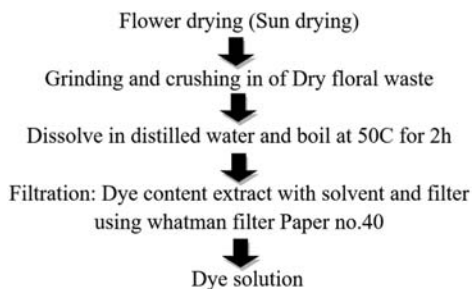 Flower drying (Sun drying)
Grinding and crushing in of Dry floral waste
Dissolve in distilled water and boil at 50C for 2h
Filtration: Dye content extract with solvent and filter
using whatman filter Paper no.40
Dye solution